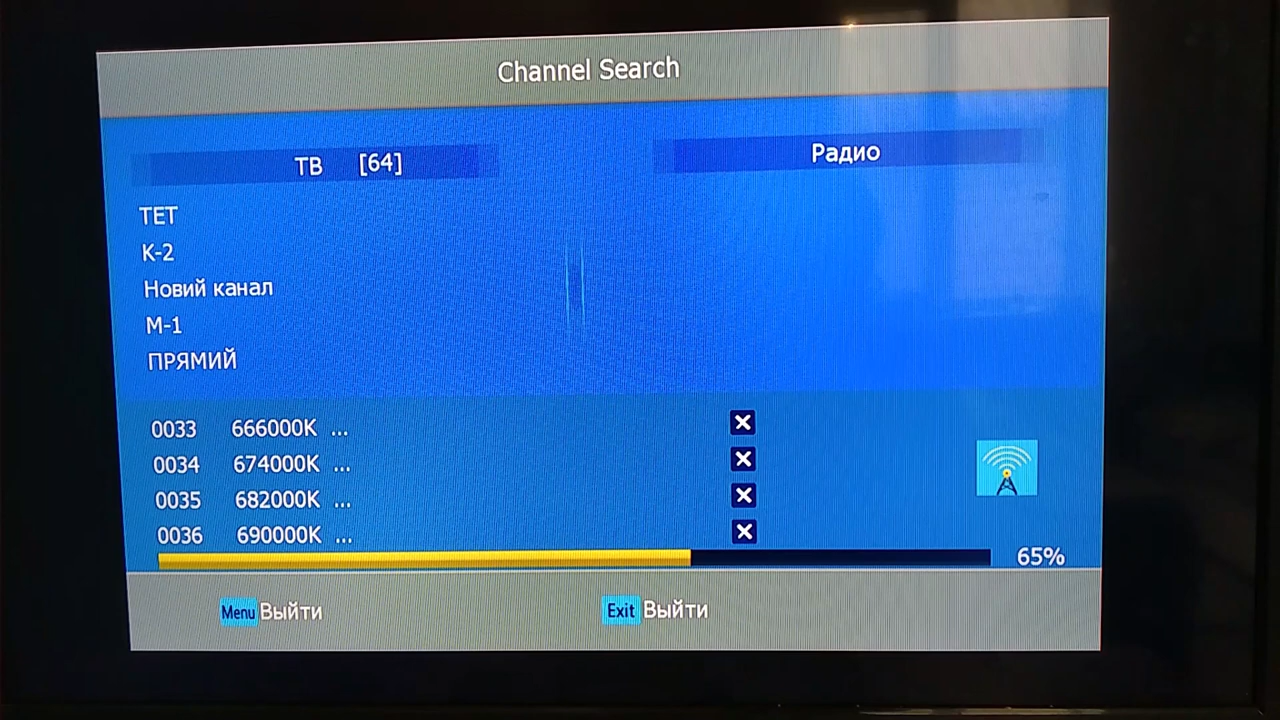 Channel Search
ТВ [64]
Радио
ТЕТ
К-2
Новий канал
М-1
ПРЯМИЙ
0033 666000K ...
0034 674000K ...
0035 682000K ...
0036 690000K ...
65%
Menu Выйти
Exit Выйти